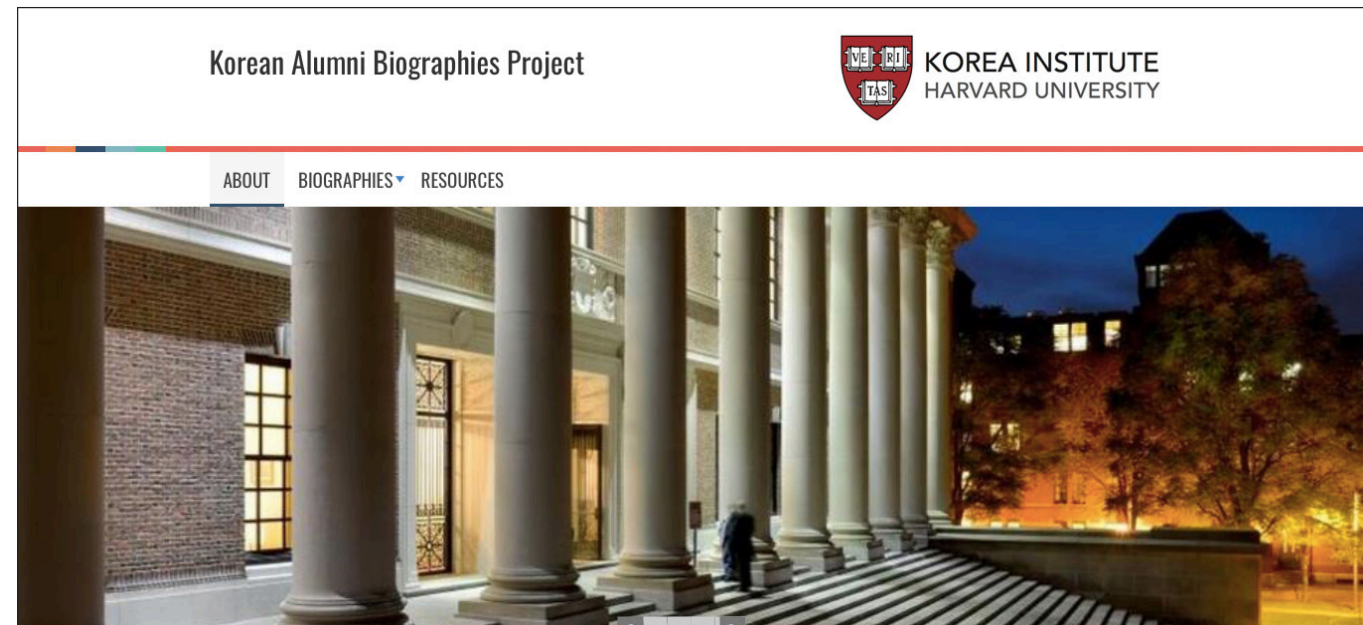 Korean Alumni Biographies Project
VE RI
TAS
KOREA INSTITUTE
HARVARD UNIVERSITY
ABOUT BIOGRAPHIES RESOURCES